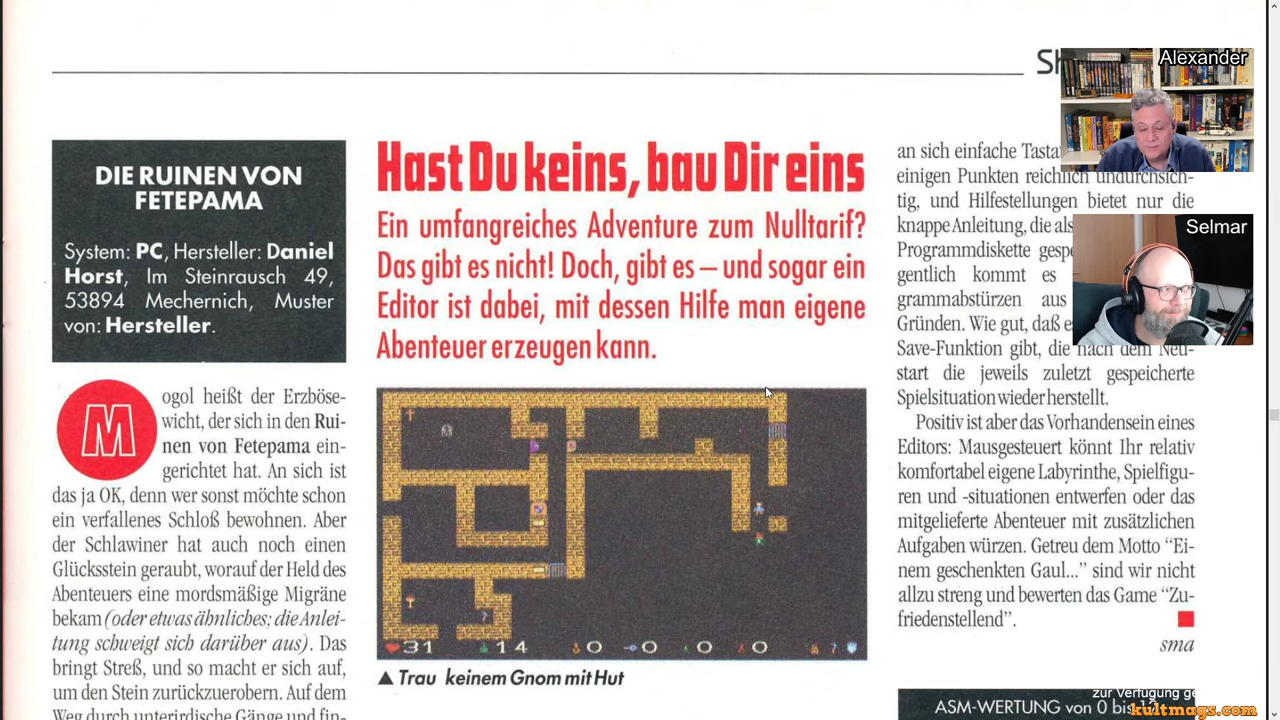 DIE RUINEN VON
FETEPAMA
System: PC, Hersteller: Daniel
Horst, Im Steinrausch 49,
53894 Mechernich, Muster
von: Hersteller.
M
ogol heißt der Erzböse-
wicht, der sich in den Rui-
nen von Fetepama ein-
gerichtet hat. An sich ist
das ja OK, denn wer sonst möchte schon
ein verfallenes Schloß bewohnen. Aber
der Schlawiner hat auch noch einen
Glücksstein geraubt, worauf der Held des
Abenteuers eine mordsmäßige Migräne
bekam (oder etwas ähnliches; die Anlei-
tung schweigt sich darüber aus). Das
bringt Streß, und so macht er sich auf,
um den Stein zurückzuerobern. Auf dem
Weg durch unterirdische Gänge und fin-
Hast Du keins, bau Dir eins
Ein umfangreiches Adventure zum Nulltarif?
Das gibt es nicht! Doch, gibt es – und sogar ein
Editor ist dabei, mit dessen Hilfe man eigene
Abenteuer erzeugen kann.
31 14 0 0 0 0 ?
▲ Trau keinem Gnom mit Hut
an sich einfache
einigen Punkten reichlich undurchsich-
tig, und Hilfestellungen bietet nur die
knappe Anleitung, die
Programmdiskette
kommt es
aus
Gründen. Wie gut, daß
Save-Funktion gibt, die nach dem Neu-
start die jeweils zuletzt gespeicherte
Spielsituation wieder herstellt.
Positiv ist aber das Vorhandensein eines
Editors: Mausgesteuert könnt Ihr relativ
komfortabel eigene Labyrinthe, Spielfigu-
ren und -situationen entwerfen oder das
mitgelieferte Abenteuer mit zusätzlichen
Aufgaben würzen. Getreu dem Motto “Ei-
nem geschenkten Gaul...” sind wir nicht
allzu streng und bewerten das Game “Zu-
friedenstellend”.
sma
ASM-WERTUNG von 0 bis
zur Verfügung
kultmags.com
Alexander
Selmar